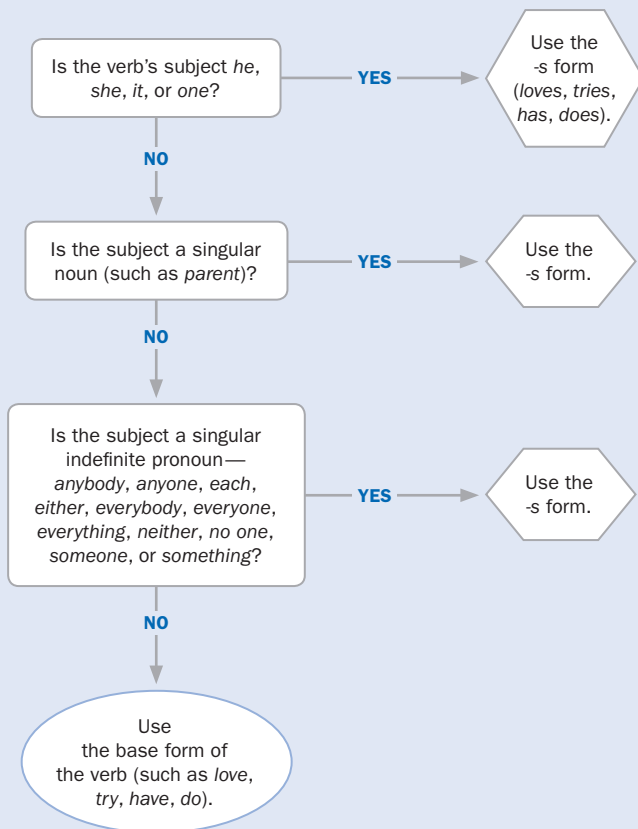 Is the verb's subject he,
she, it, or one?
YES
Use the
-s form
(loves, tries,
has, does).
NO
Is the subject a singular
noun (such as parent)?
YES
Use the
-s form.
NO
Is the subject a singular
indefinite pronoun—
anybody, anyone, each,
either, everybody, everyone,
everything, neither, no one,
someone, or something?
YES
Use the
-s form.
NO
Use
the base form of
the verb (such as love,
try, have, do).